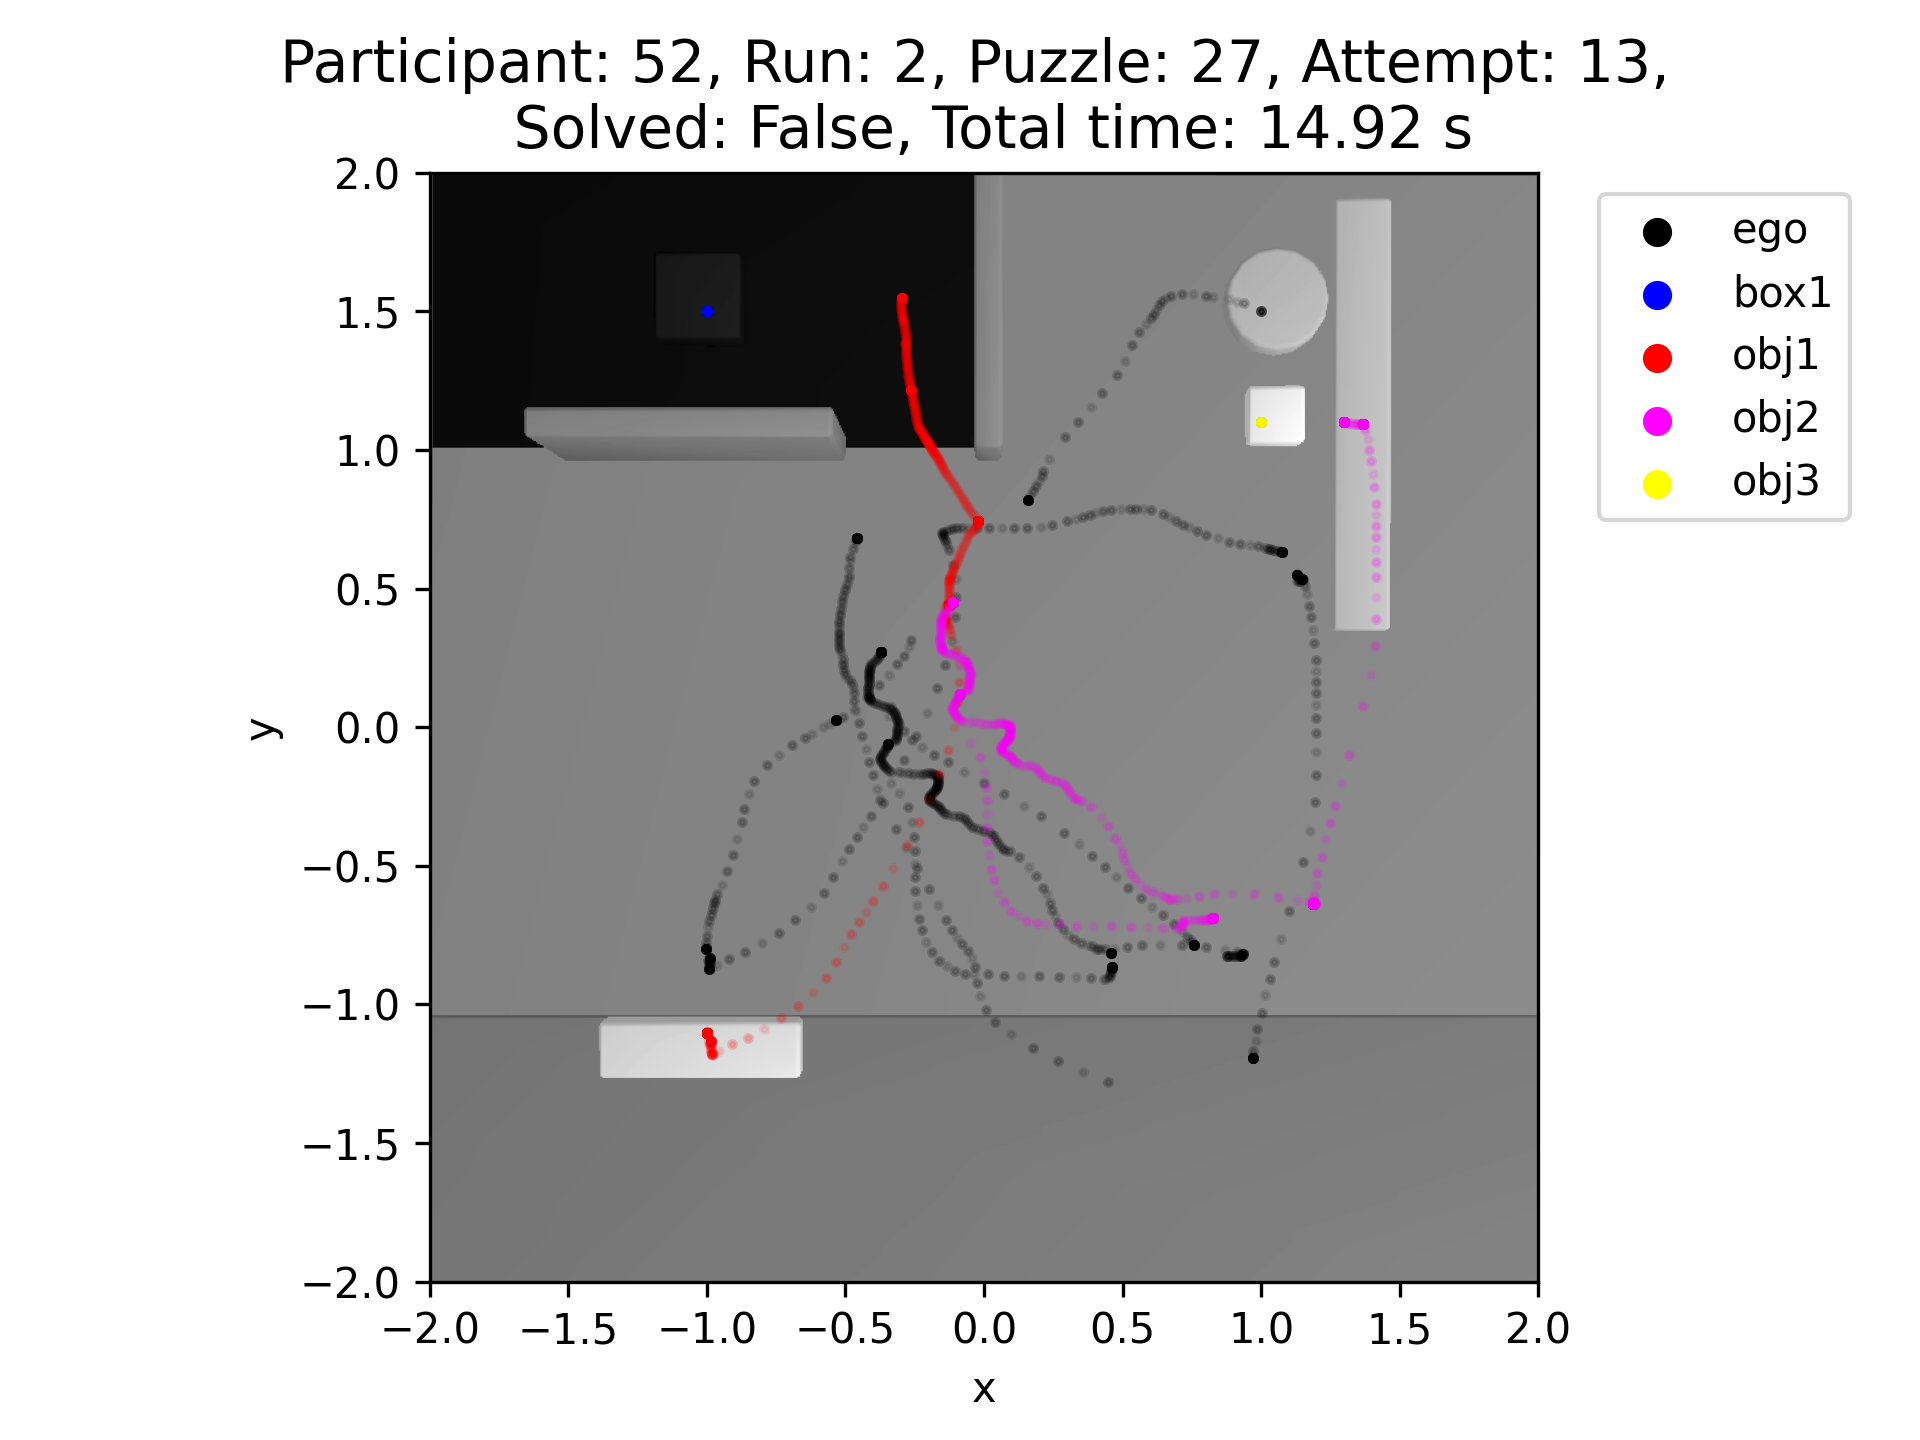 Participant: 52, Run: 2, Puzzle: 27, Attempt: 13,
Solved: False, Total time: 14.92 s
2.0
1.5
1.0
0.5
0.0
−0.5
−1.0
−1.5
−2.0
y
−2.0 −1.5 −1.0 −0.5 0.0 0.5 1.0 1.5 2.0
x
ego
box1
obj1
obj2
obj3